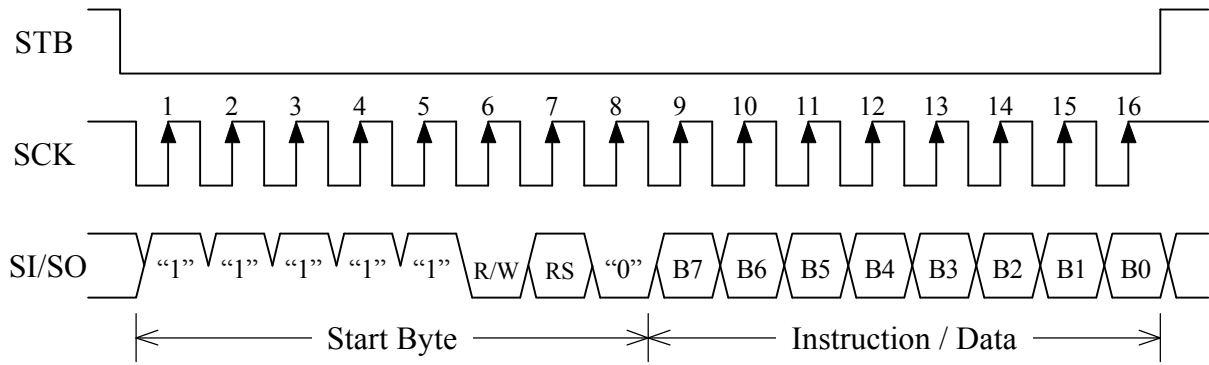 STB
1 2 3 4 5 6 7 8 9 10 11 12 13 14 15 16
SCK
SI/SO “1” “1” “1” “1” “1” R/W RS “0” B7 B6 B5 B4 B3 B2 B1 B0
Start Byte Instruction / Data